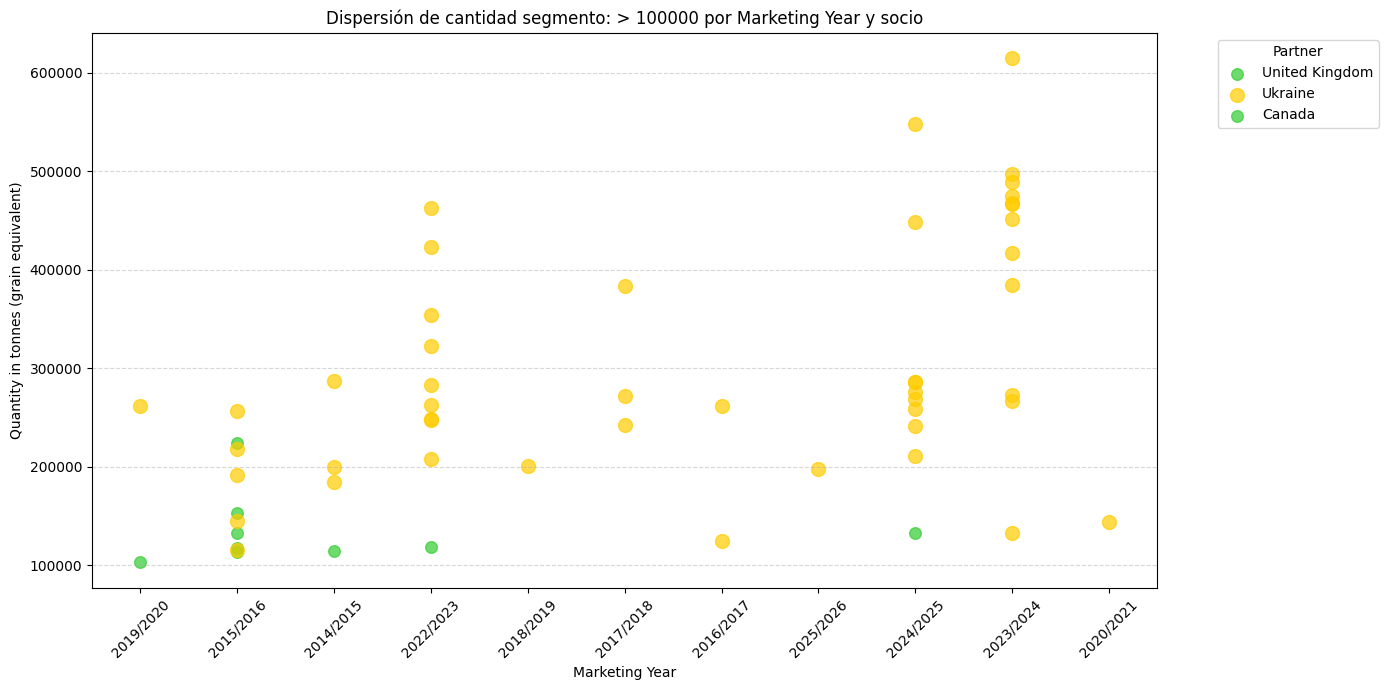 Dispersión de cantidad segmento: > 100000 por Marketing Year y socio
Partner
United Kingdom
Ukraine
Canada
Quantity in tonnes (grain equivalent)
600000
500000
400000
300000
200000
100000
2019/2020
2015/2016
2014/2015
2022/2023
2018/2019
2017/2018
2016/2017
2025/2026
2024/2025
2023/2024
2020/2021
Marketing Year